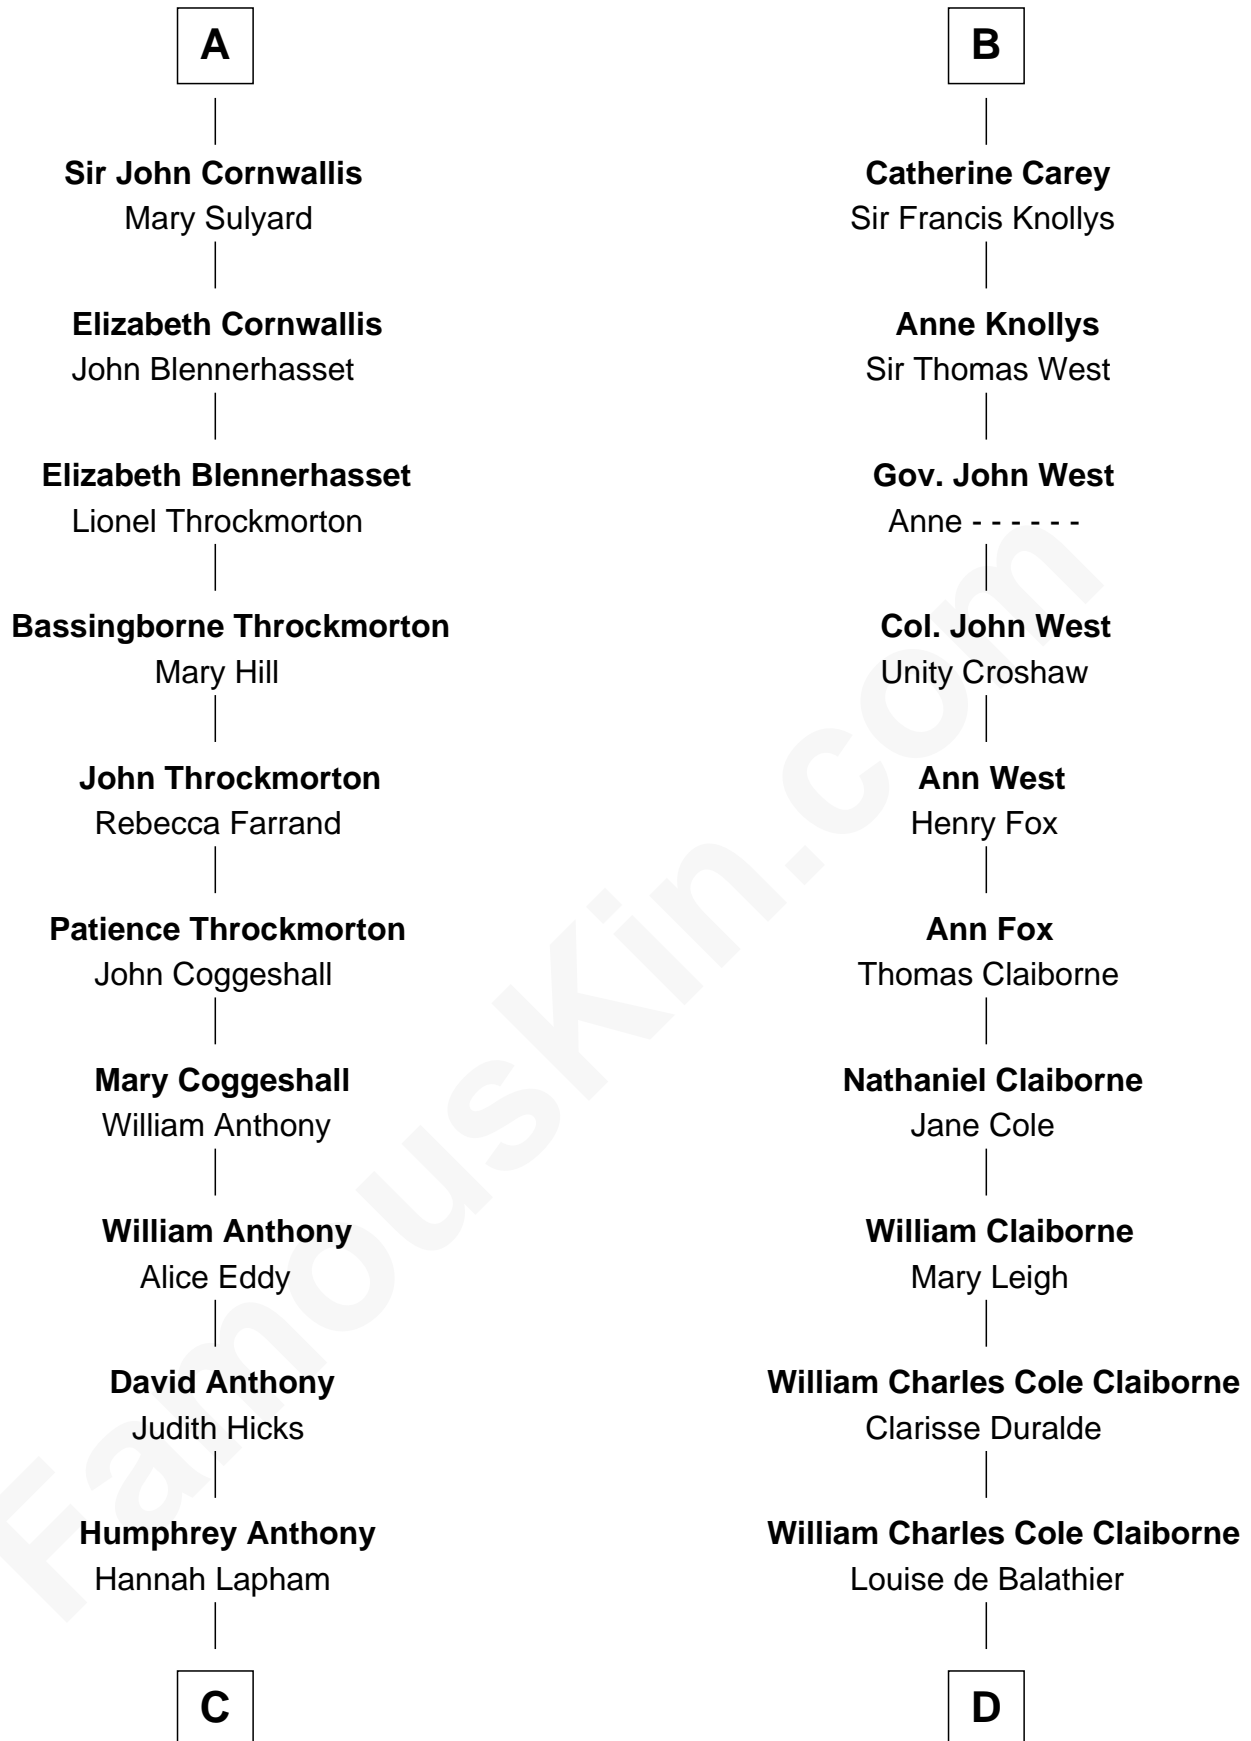 A
Sir John Cornwallis
Mary Sulyard
Elizabeth Cornwallis
John Blennerhasset
Elizabeth Blennerhasset
Lionel Throckmorton
Bassingborne Throckmorton
Mary Hill
John Throckmorton
Rebecca Farrand
Patience Throckmorton
John Coggeshall
Mary Coggeshall
William Anthony
William Anthony
Alice Eddy
David Anthony
Judith Hicks
Humphrey Anthony
Hannah Lapham
C
B
Catherine Carey
Sir Francis Knollys
Anne Knollys
Sir Thomas West
Gov. John West
Anne - - - - - -
Col. John West
Unity Croshaw
Ann West
Henry Fox
Ann Fox
Thomas Claiborne
Nathaniel Claiborne
Jane Cole
William Claiborne
Mary Leigh
William Charles Cole Claiborne
Clarisse Duralde
William Charles Cole Claiborne
Louise de Balathier
D
FamousKin.com